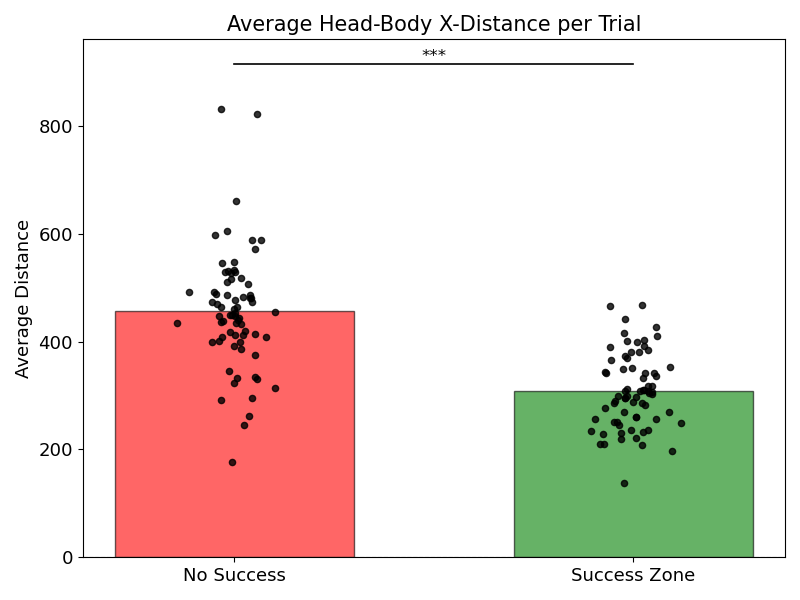 Average Head-Body X-Distance per Trial
***
Average Distance
800
600
400
200
0
No Success
Success Zone